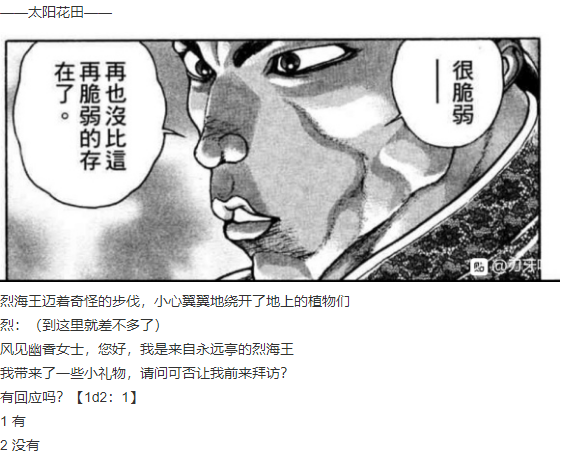 ——太阳花田——
很脆弱
——
再也沒比這
再脆弱的存
在了。
烈海王迈着奇怪的步伐，小心翼翼地绕开了地上的植物们
烈：（到这里就差不多了）
风见幽香女士，您好，我是来自永远亭的烈海王
我带来了一些小礼物，请问可否让我前来拜访？
有回应吗？【1d2：1】
1 有
2 没有